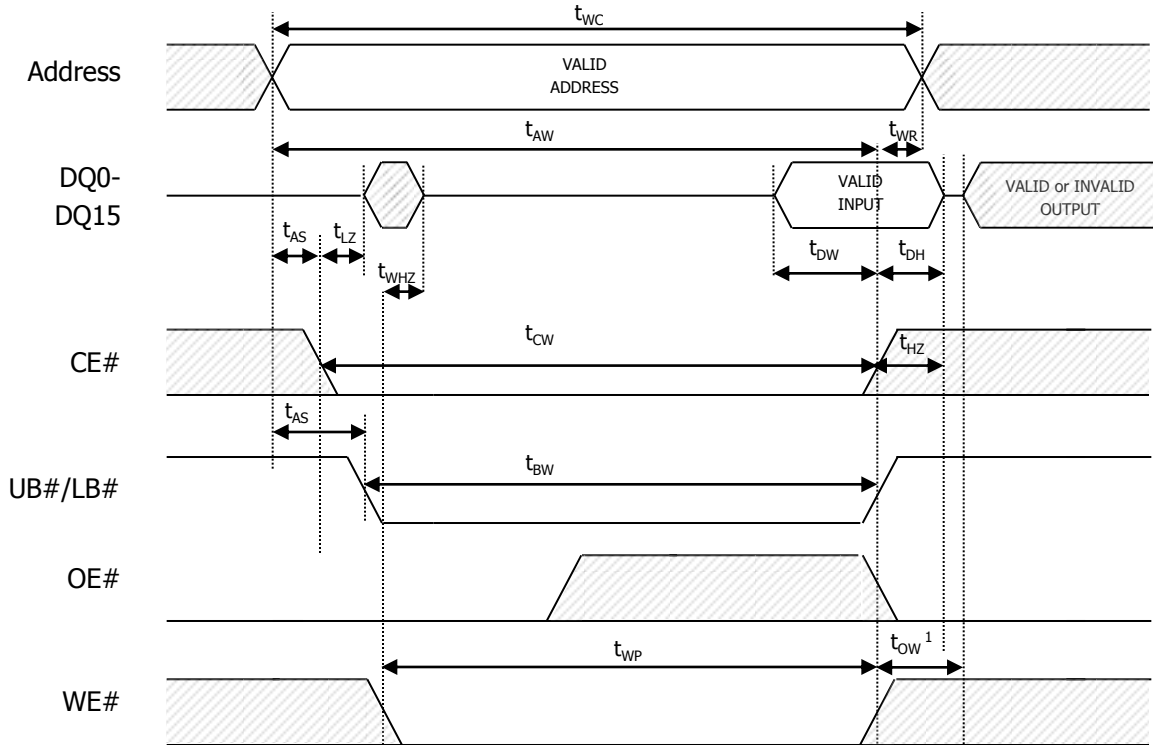 tWC
Address
VALID
ADDRESS
tAW
tWR
DQ0-
DQ15
VALID
INPUT
VALID or INVALID
OUTPUT
tAS
tLZ
tDW
tDH
tWHZ
CE#
tCW
tHZ
tAS
UB#/LB#
tBW
OE#
tWP
tOW 1
WE#